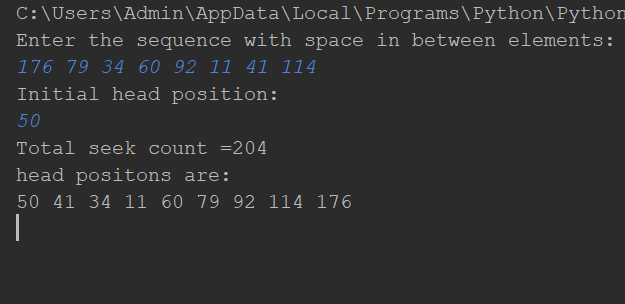 C:\Users\Admin\AppData\Local\Programs\Python\Python
Enter the sequence with space in between elements:
176 79 34 60 92 11 41 114
Initial head position:
50
Total seek count =204
head positons are:
50 41 34 11 60 79 92 114 176